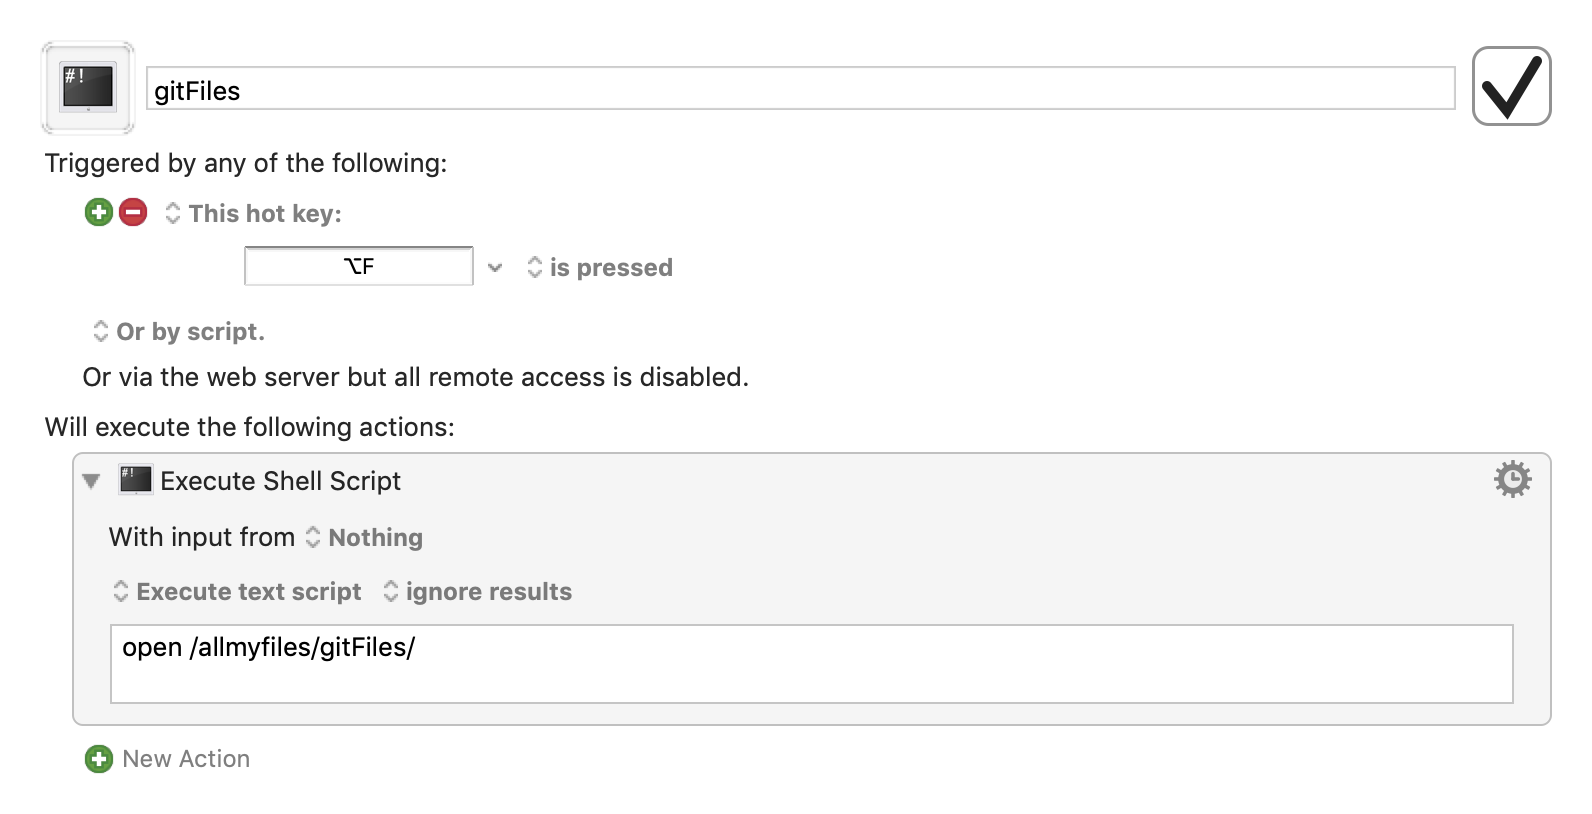 #!
gitFiles
Triggered by any of the following:
This hot key:
⌥F
is pressed
Or by script.
Or via the web server but all remote access is disabled.
Will execute the following actions:
#! Execute Shell Script
With input from Nothing
Execute text script ignore results
open /allmyfiles/gitFiles/
New Action